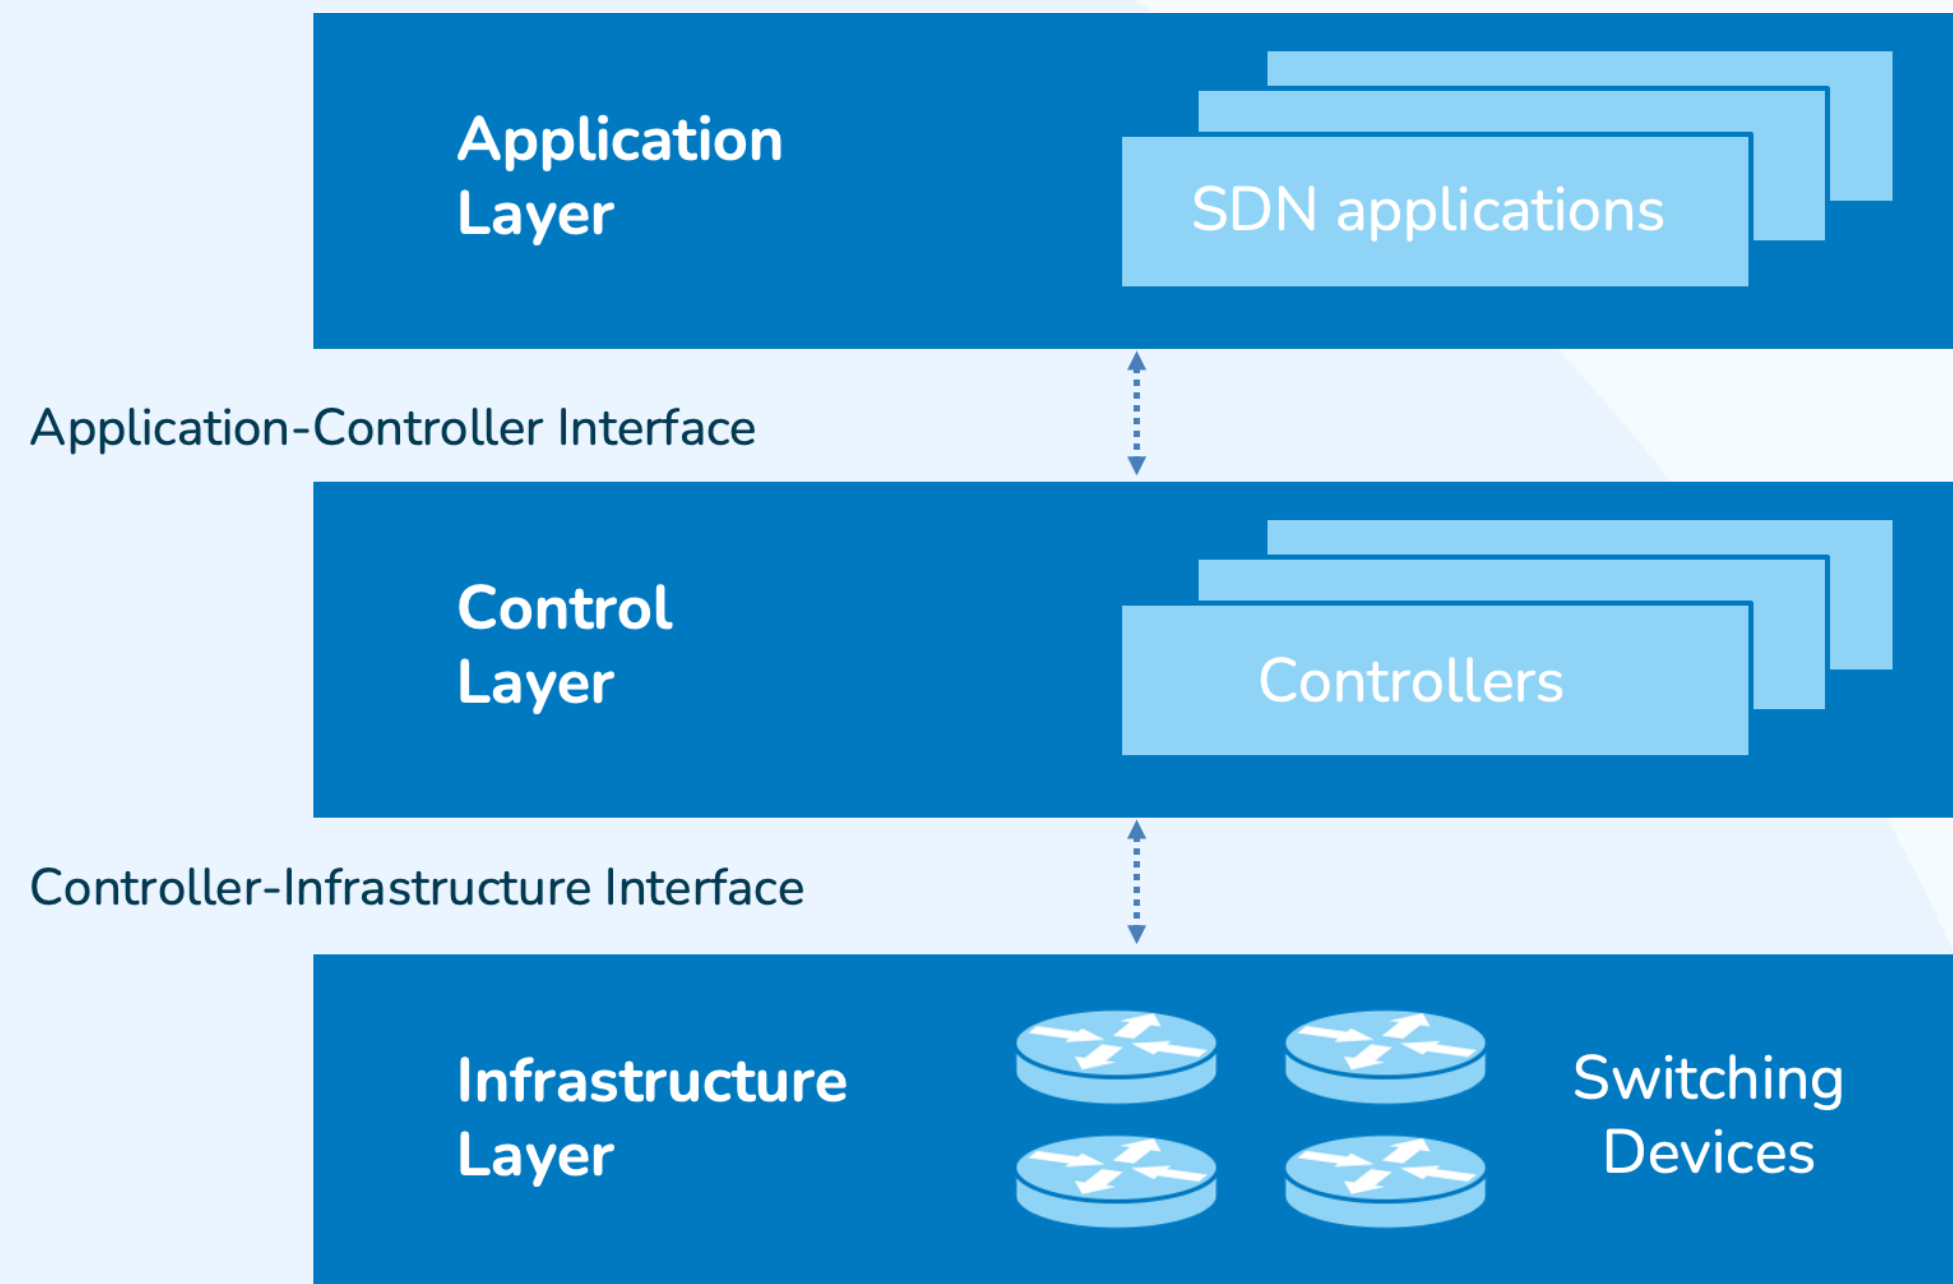 Application
Layer
SDN applications
Application-Controller Interface
Control
Layer
Controllers
Controller-Infrastructure Interface
Infrastructure
Layer
Switching
Devices